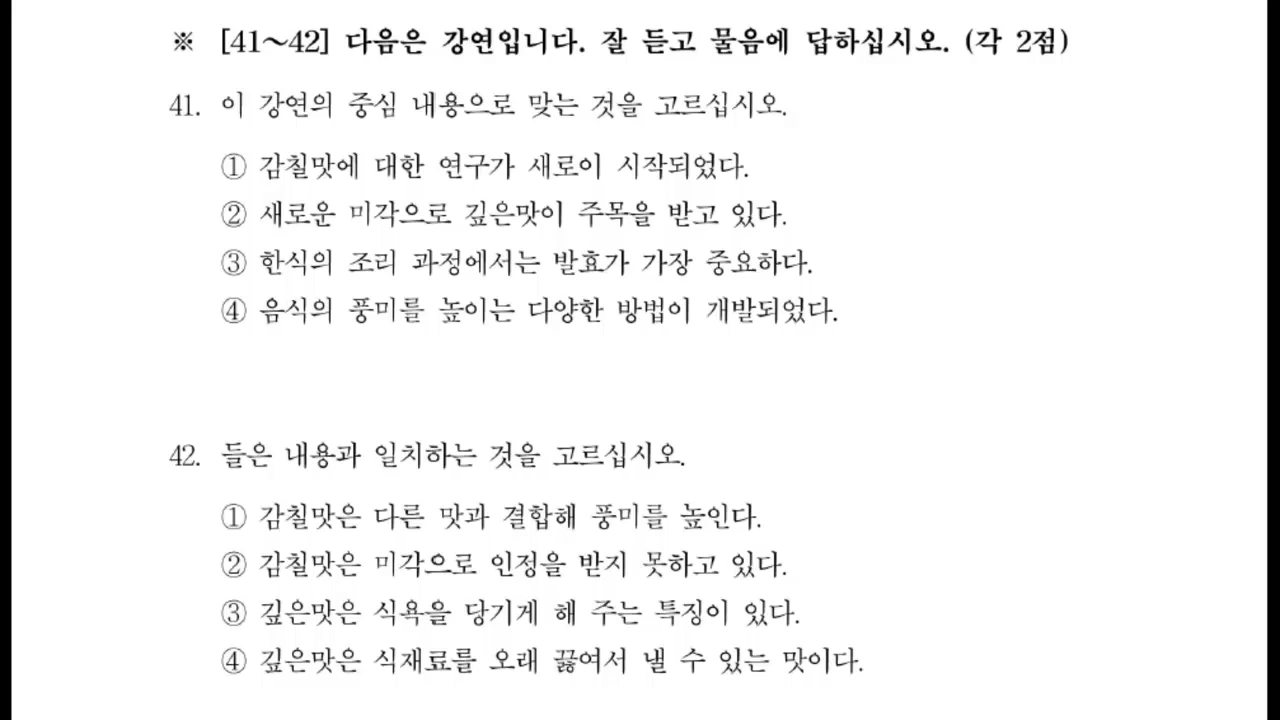 ※ [41～42] 다음은 강연입니다. 잘 듣고 물음에 답하십시오. (각 2점)
41. 이 강연의 중심 내용으로 맞는 것을 고르십시오.
① 감칠맛에 대한 연구가 새로이 시작되었다.
② 새로운 미각으로 깊은맛이 주목을 받고 있다.
③ 한식의 조리 과정에서는 발효가 가장 중요하다.
④ 음식의 풍미를 높이는 다양한 방법이 개발되었다.
42. 들은 내용과 일치하는 것을 고르십시오.
① 감칠맛은 다른 맛과 결합해 풍미를 높인다.
② 감칠맛은 미각으로 인정을 받지 못하고 있다.
③ 깊은맛은 식욕을 당기게 해 주는 특징이 있다.
④ 깊은맛은 식재료를 오래 끓여서 낼 수 있는 맛이다.